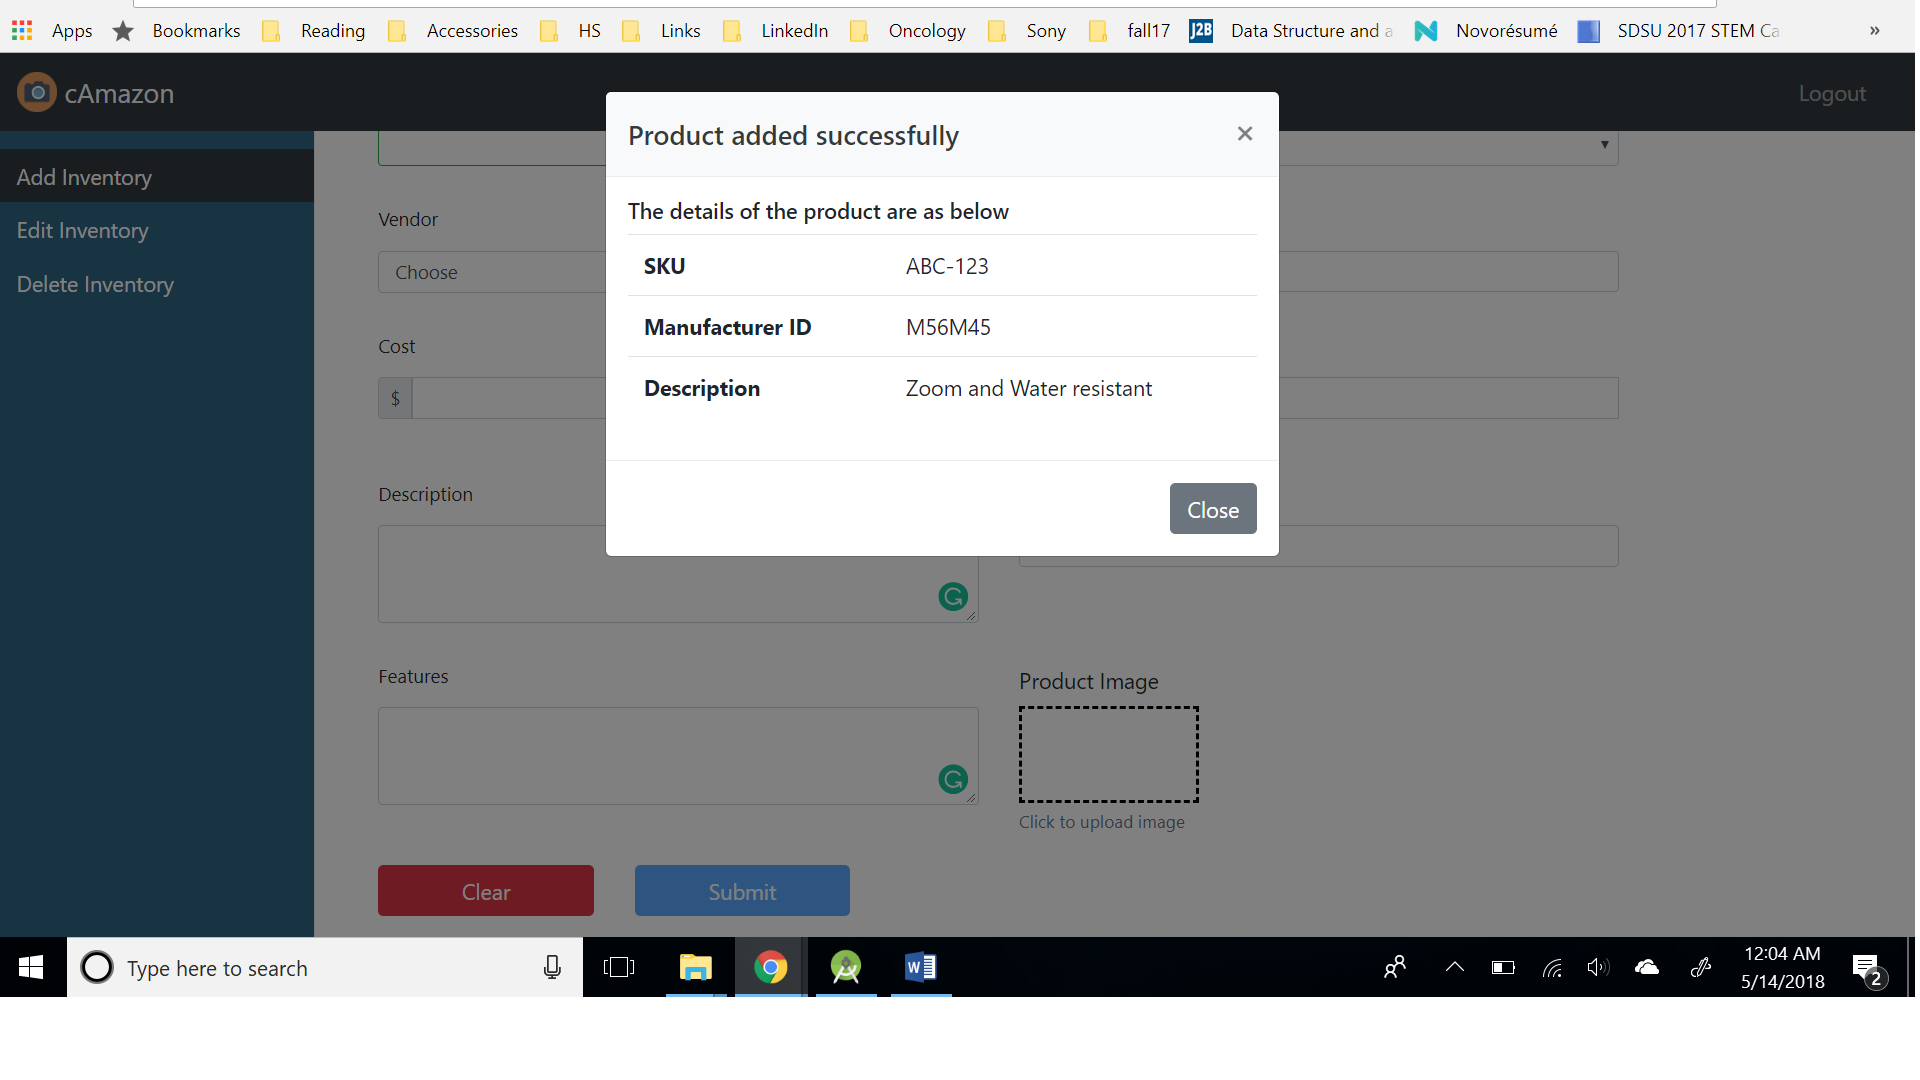 Apps Bookmarks Reading Accessories HS Links LinkedIn Oncology Sony fall17 J2B Data Structure and a Novorésumé SDSU 2017 STEM Ca »
cAmazon Logout
Product added successfully ×
Add Inventory
The details of the product are as below
Vendor
Edit Inventory
SKU ABC-123
Choose
Delete Inventory
Manufacturer ID M56M45
Cost
Description Zoom and Water resistant
$
Description
Close
Features
Product Image
Click to upload image
Clear Submit
Type here to search
12:04 AM
5/14/2018
2